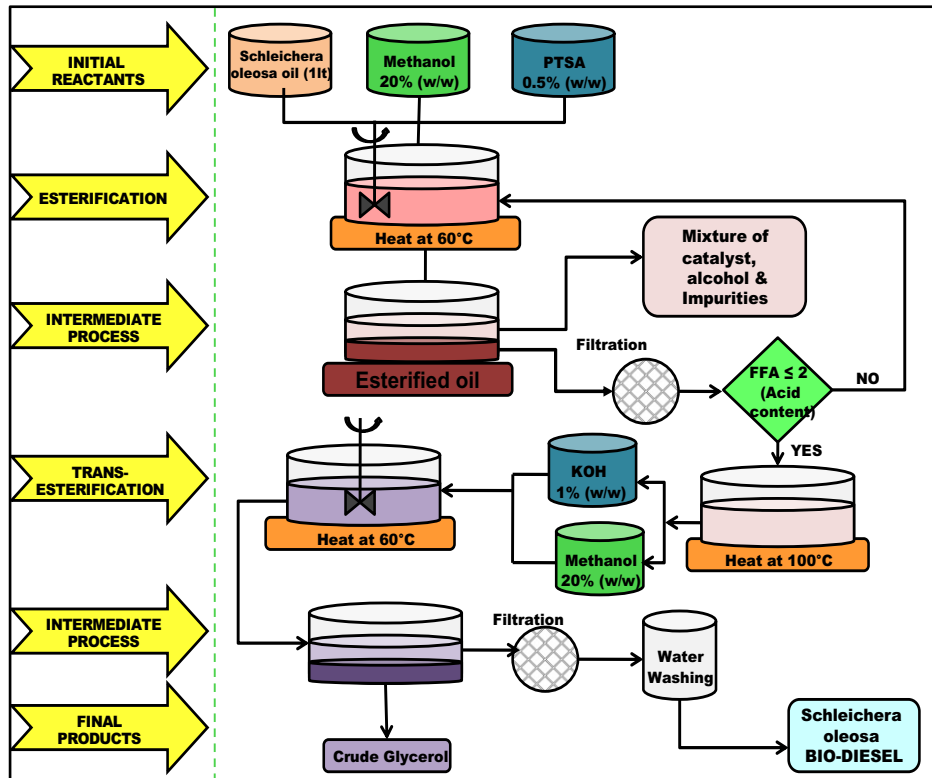 INITIAL
REACTANTS
Schleichera
oleosa oil (1lt)
Methanol
20% (w/w)
PTSA
0.5% (w/w)
ESTERIFICATION
Heat at 60°C
Mixture of
catalyst,
alcohol &
Impurities
INTERMEDIATE
PROCESS
Esterified oil
Filtration
FFA ≤ 2
(Acid
content)
NO
YES
TRANS-
ESTERIFICATION
Heat at 60°C
KOH
1% (w/w)
Methanol
20% (w/w)
Heat at 100°C
INTERMEDIATE
PROCESS
Filtration
Water
Washing
FINAL
PRODUCTS
Crude Glycerol
Schleichera
oleosa
BIO-DIESEL